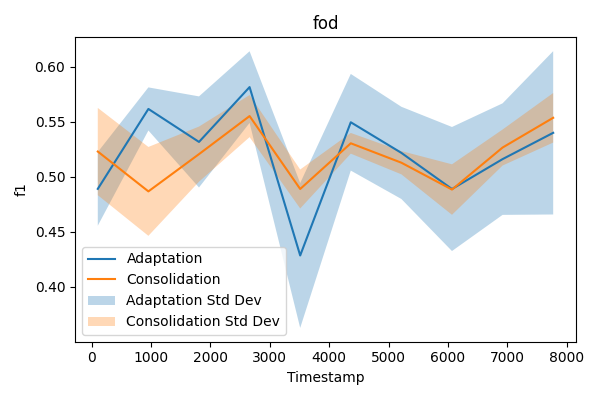 fod
0.60
0.55
0.50
0.45
0.40
f1
Adaptation
Consolidation
Adaptation Std Dev
Consolidation Std Dev
0 1000 2000 3000 4000 5000 6000 7000 8000
Timestamp